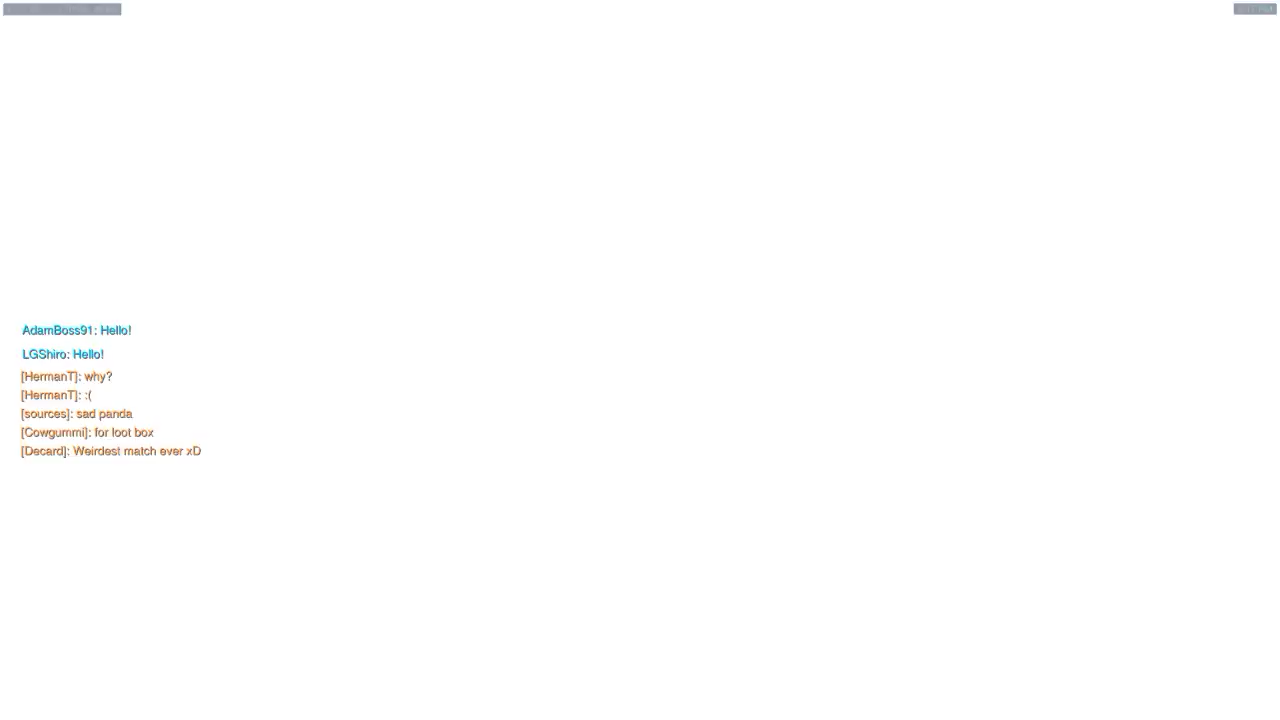 AdamBoss91: Hello!
LGShiro: Hello!
[HermanT]: why?
[HermanT]: :(
[sources]: sad panda
[Cowgummi]: for loot box
[Decard]: Weirdest match ever xD